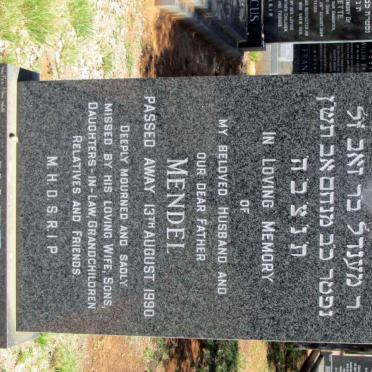 ר מענדל בר זאב ז"ל
נפטר כב מנחם אב תש"ן
ת נ צ ב ה
IN LOVING MEMORY
OF
MY BELOVED HUSBAND AND
OUR DEAR FATHER
MENDEL
PASSED AWAY 13TH AUGUST 1990
DEEPLY MOURNED AND SADLY
MISSED BY HIS LOVING WIFE, SONS,
DAUGHTERS-IN-LAW, GRANDCHILDREN
RELATIVES AND FRIENDS.
M.H.D.S.R.I.P.